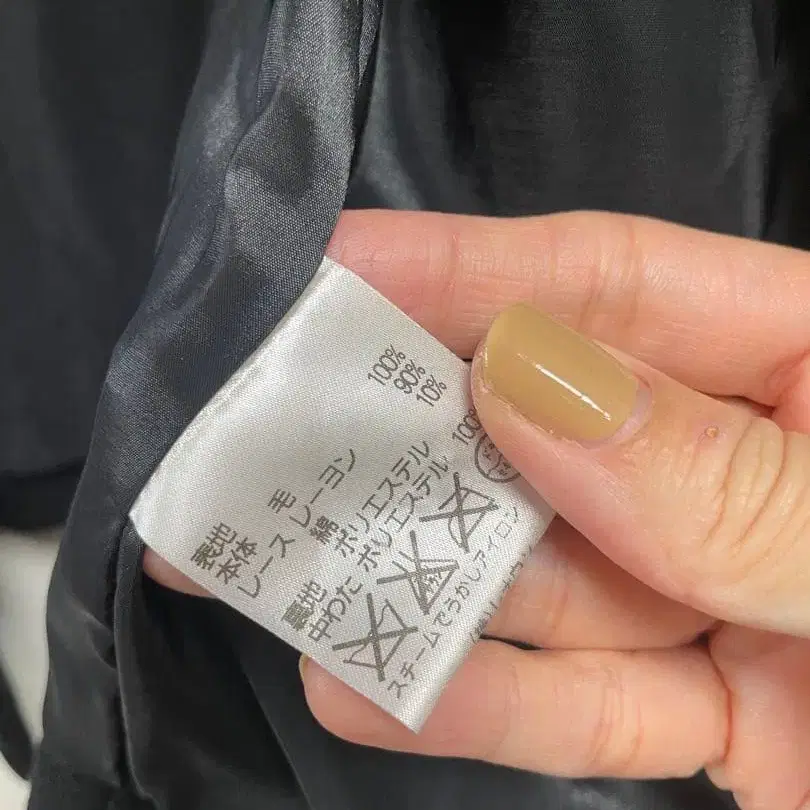 表地
本体 毛 100%
レース レーヨン 90%
綿 10%
裏地 ポリエステル
中わた ポリエステル 100
スチームでうかしアイロン